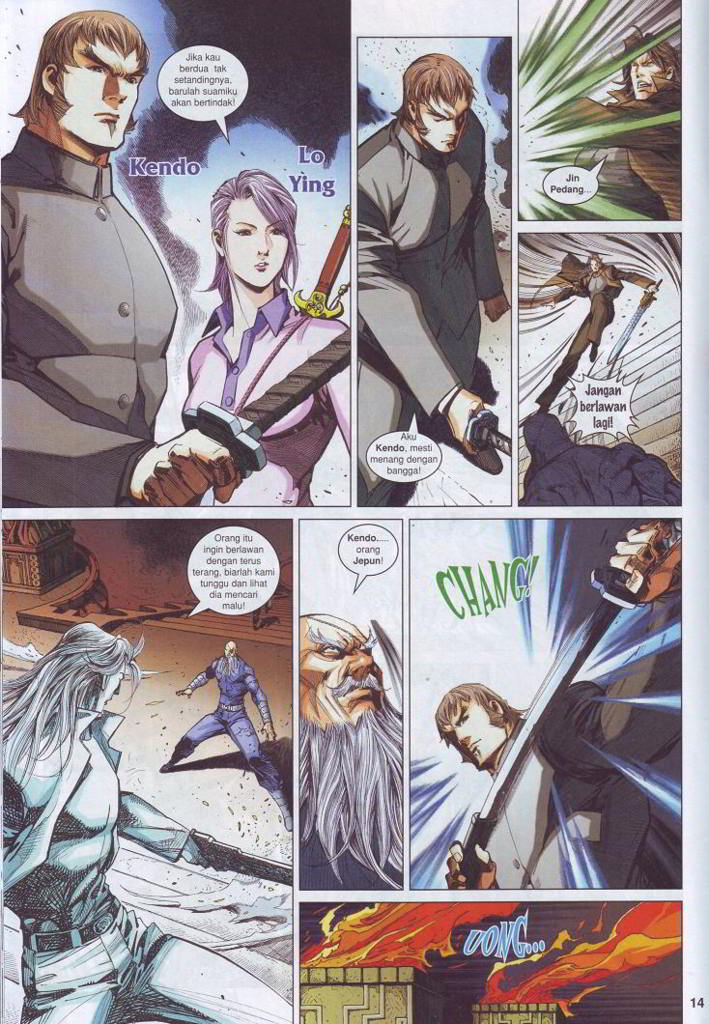 Jika kau
berdua tak
setandingnya,
barulah suamiku
akan bertindak!
Kendo
Lo
Ying
Aku
Kendo, mesti
menang dengan
bangga!
Jin
Pedang...
Jangan
berlawan
lagi!
Orang itu
ingin berlawan
dengan terus
terang, biarlah kami
tunggu dan lihat
dia mencari
malu!
Kendo.....
orang
Jepun!
CHANG!
UONG...
14